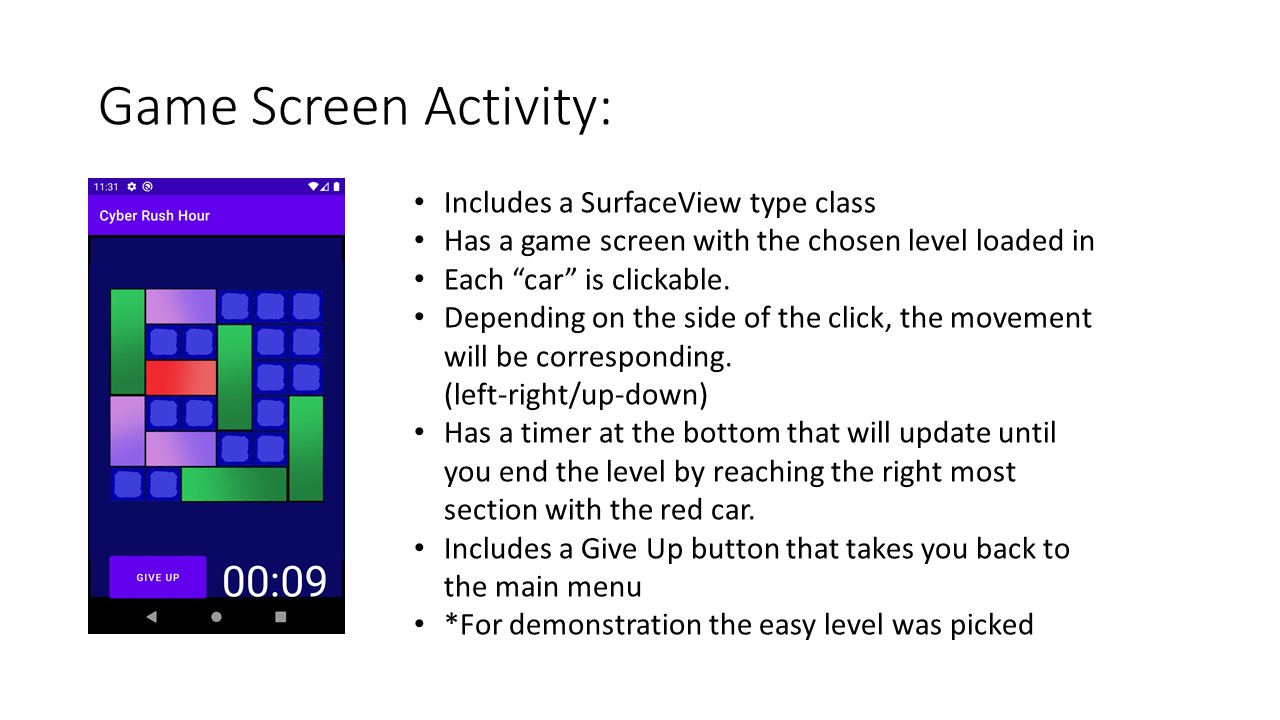 Game Screen Activity:
11:31
Cyber Rush Hour
GIVE UP
00:09
• Includes a SurfaceView type class
• Has a game screen with the chosen level loaded in
• Each “car” is clickable.
• Depending on the side of the click, the movement
will be corresponding.
(left-right/up-down)
• Has a timer at the bottom that will update until
you end the level by reaching the right most
section with the red car.
• Includes a Give Up button that takes you back to
the main menu
• *For demonstration the easy level was picked